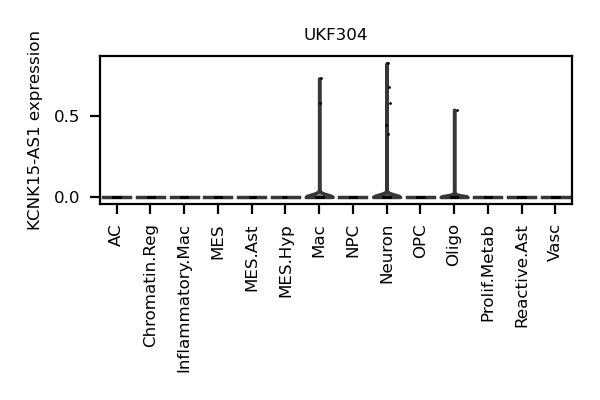 UKF304
KCNK15-AS1 expression
0.5
0.0
AC
Chromatin.Reg
Inflammatory.Mac
MES
MES.Ast
MES.Hyp
Mac
NPC
Neuron
OPC
Oligo
Prolif.Metab
Reactive.Ast
Vasc